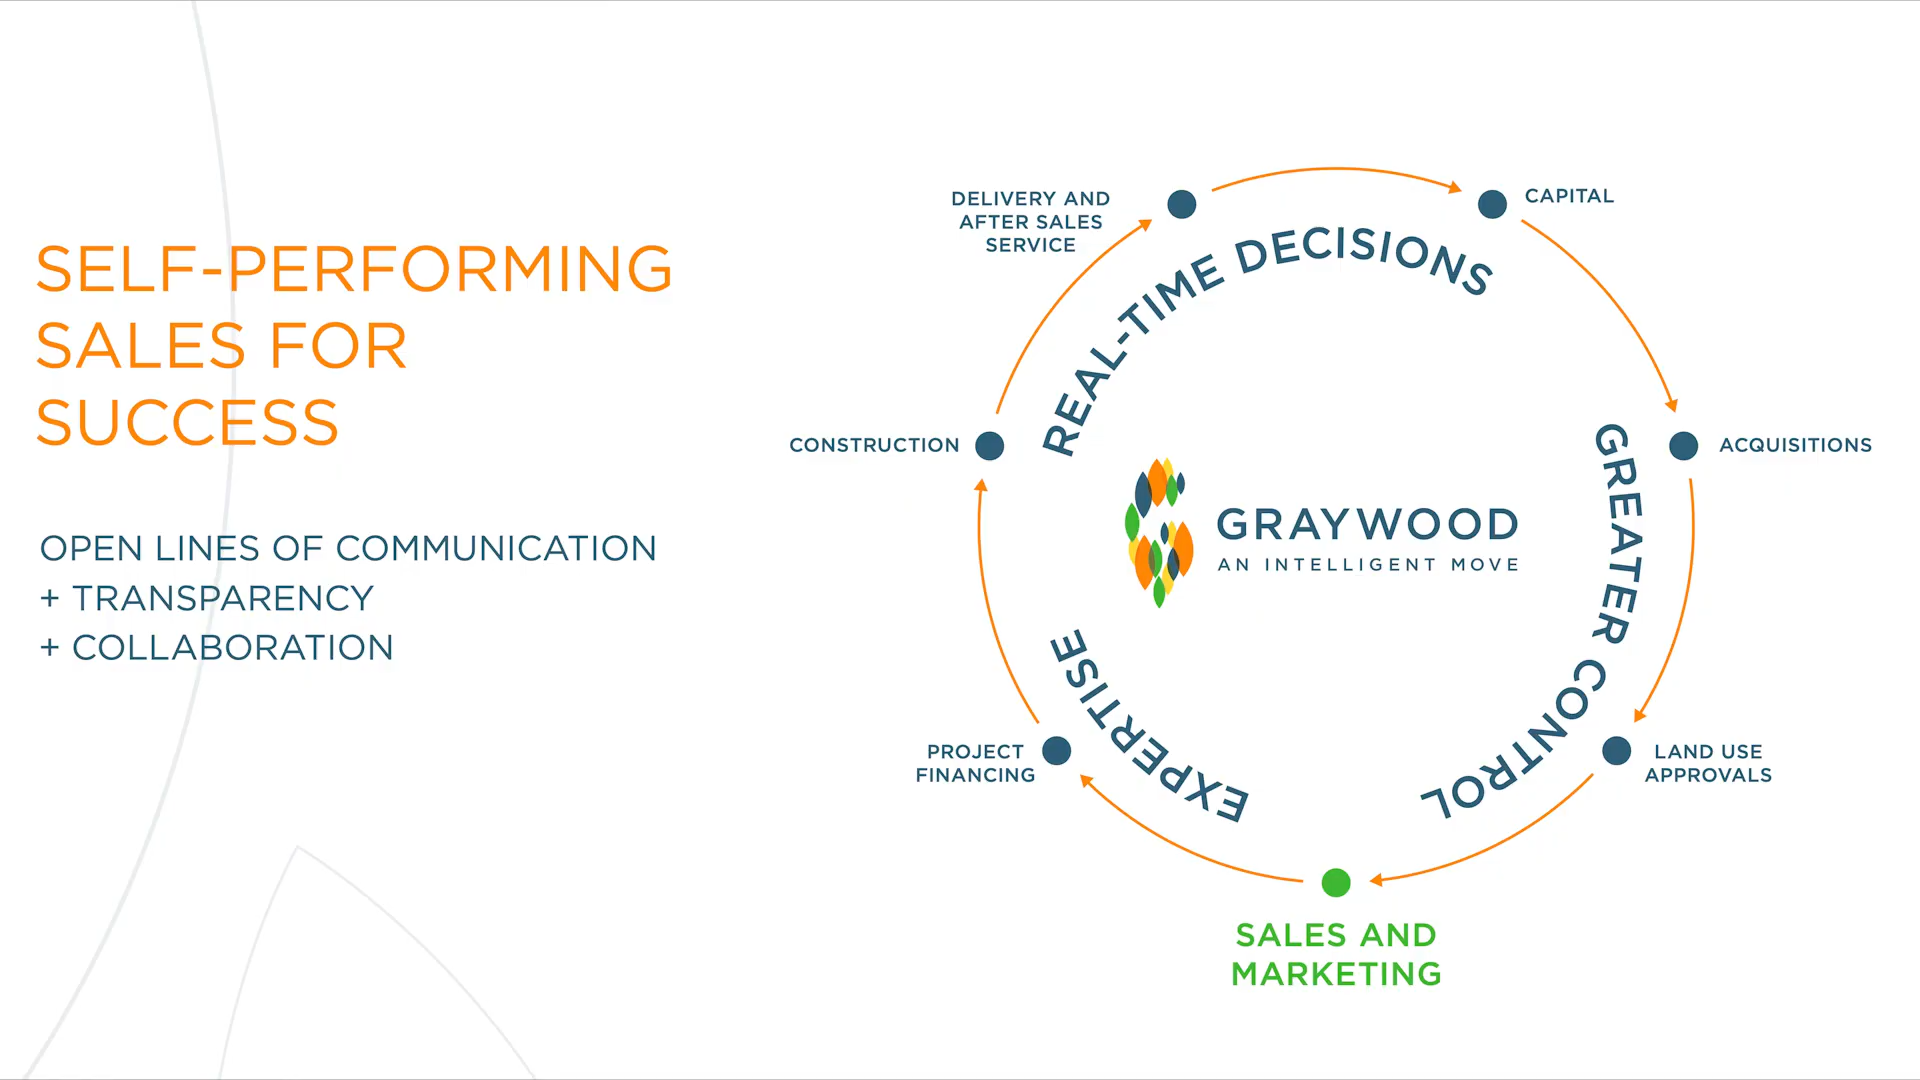 SELF-PERFORMING
SALES FOR
SUCCESS
OPEN LINES OF COMMUNICATION
+ TRANSPARENCY
+ COLLABORATION
DELIVERY AND
AFTER SALES
SERVICE
CAPITAL
REAL-TIME DECISIONS
CONSTRUCTION
ACQUISITIONS
GREATER CONTROL
GRAYWOOD
AN INTELLIGENT MOVE
EXPERTISE
PROJECT
FINANCING
LAND USE
APPROVALS
SALES AND
MARKETING